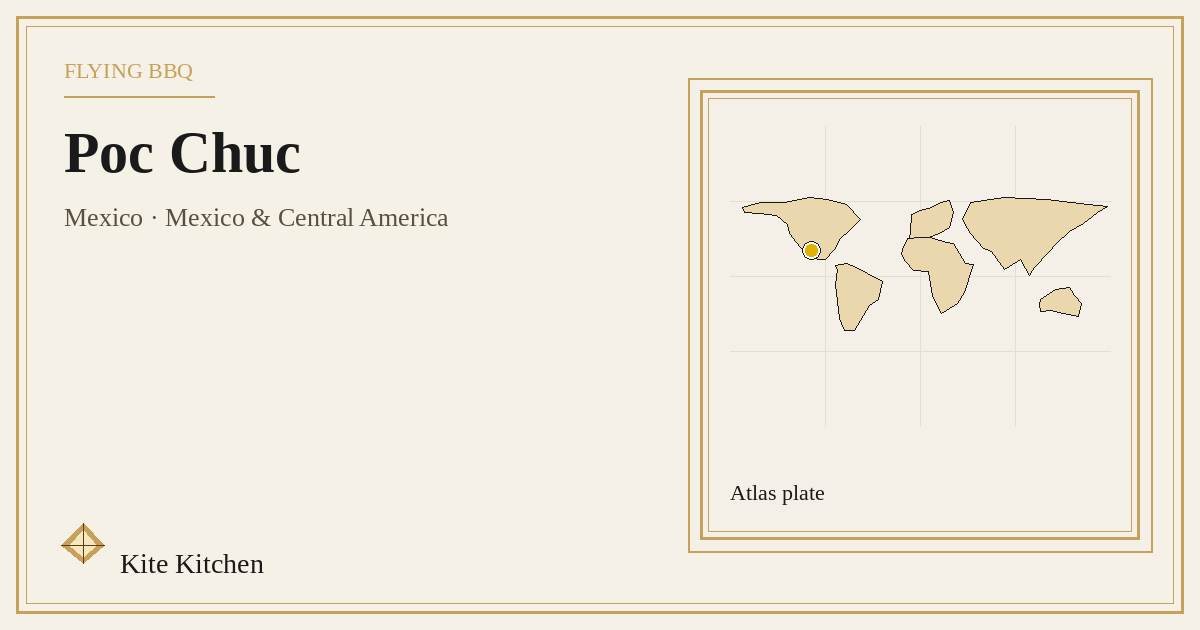 FLYING BBQ
Poc Chuc
Mexico · Mexico & Central America
Atlas plate
Kite Kitchen